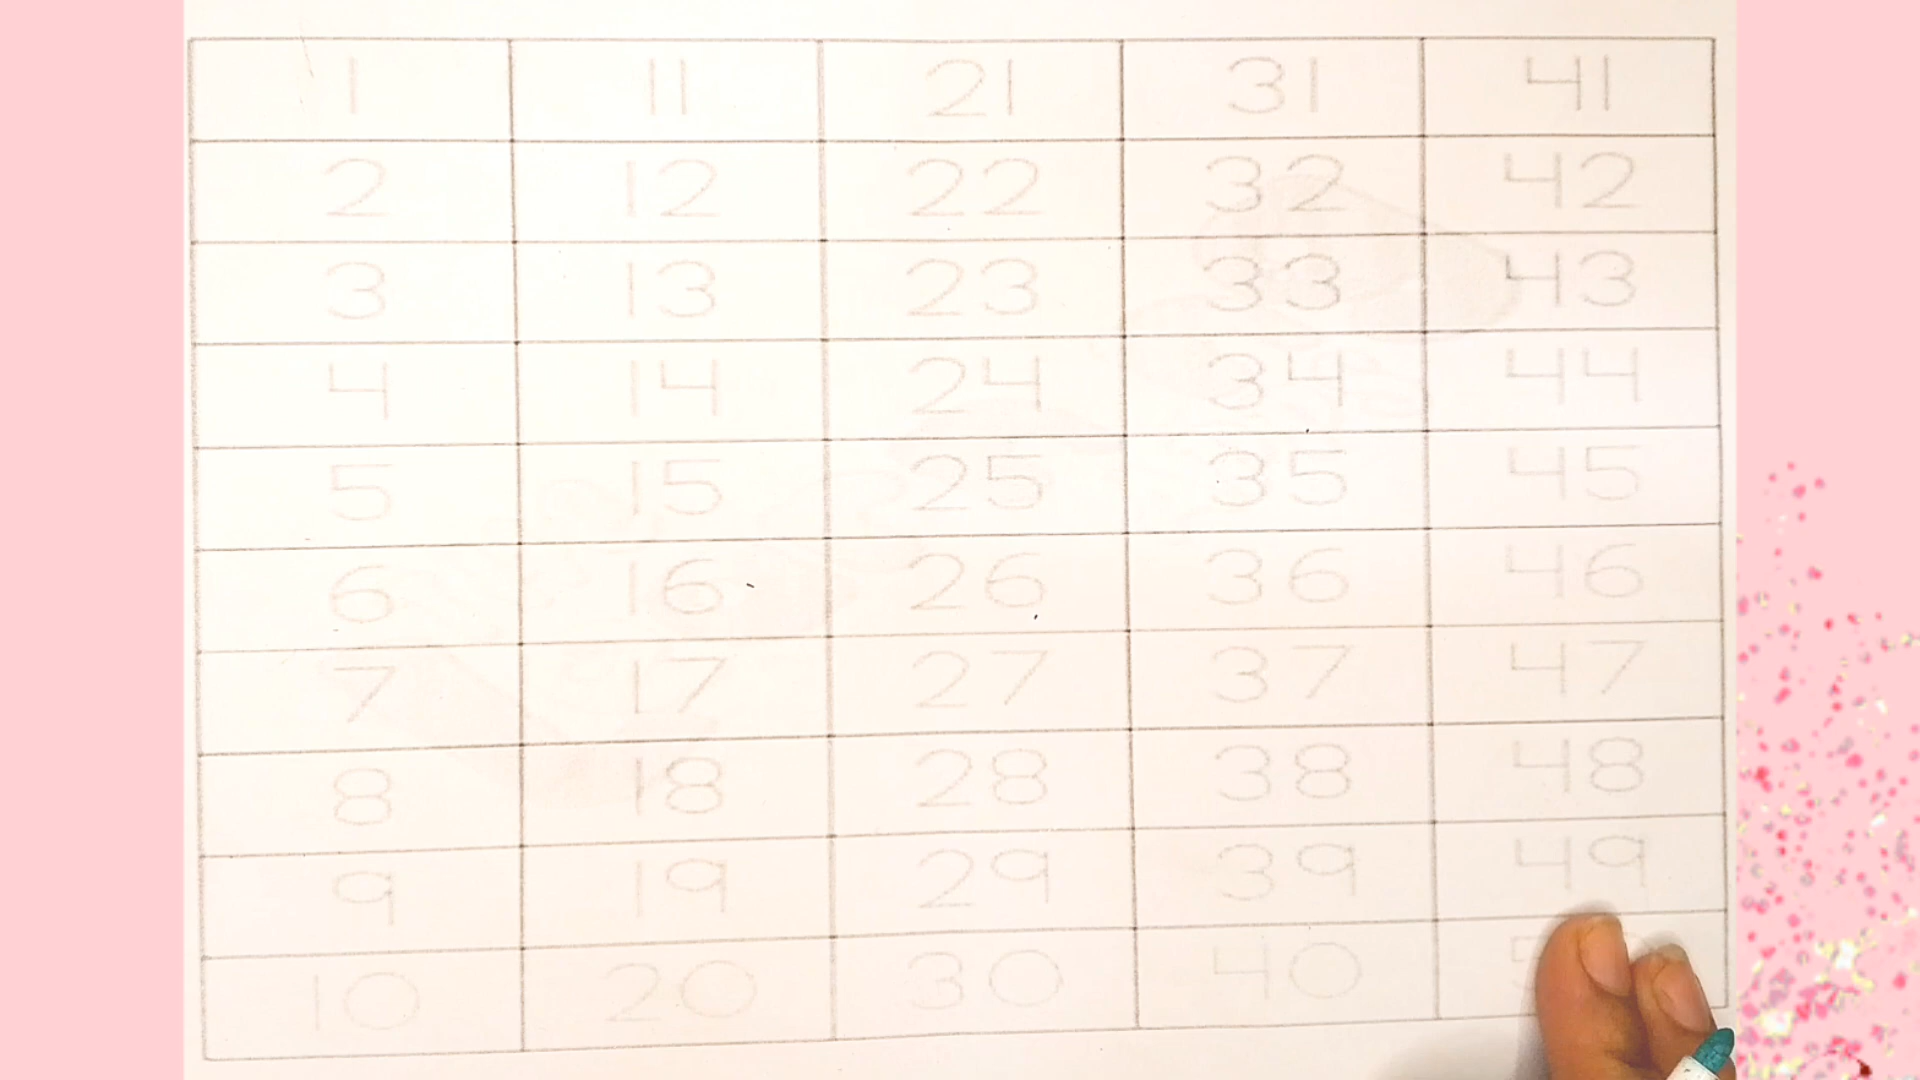 1 11 21 31 41
2 12 22 32 42
3 13 23 33 43
4 14 24 34 44
5 15 25 35 45
6 16 26 36 46
7 17 27 37 47
8 18 28 38 48
9 19 29 39 49
10 20 30 40